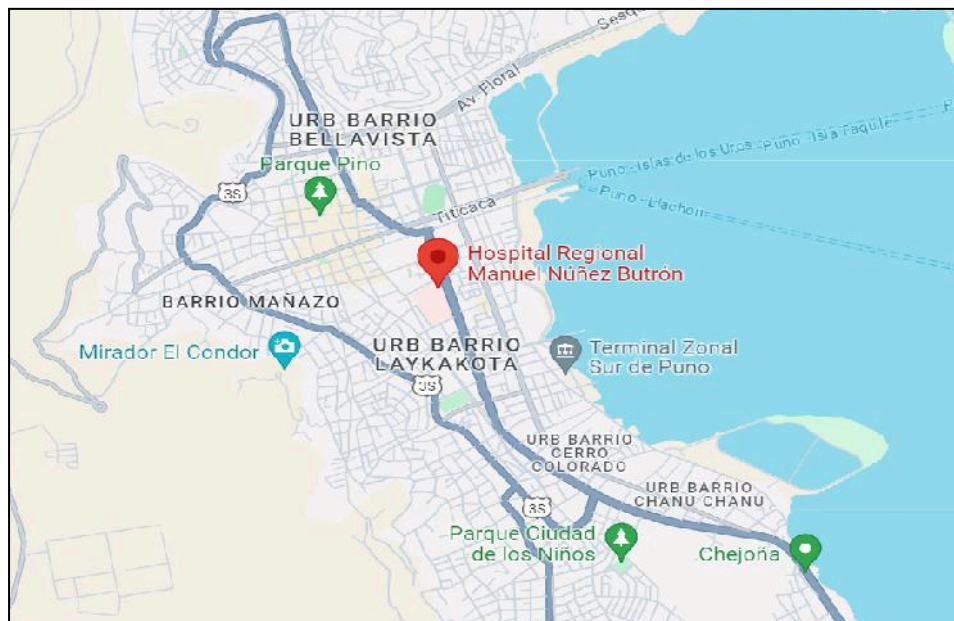 Av Floral
Sesqu
URB BARRIO
BELLAVISTA
Parque Pino
3S
Puno - Islas de los Uros
Puno - Isla Taquile
Puno - Llachon
Titicaca
Hospital Regional
Manuel Núñez Butrón
BARRIO MAÑAZO
Mirador El Condor
URB BARRIO
LAYKAKOTA
3S
Terminal Zonal
Sur de Puno
URB BARRIO
CERRO
COLORADO
URB BARRIO
CHANU CHANU
3S
Parque Ciudad
de los Niños
Chejoña